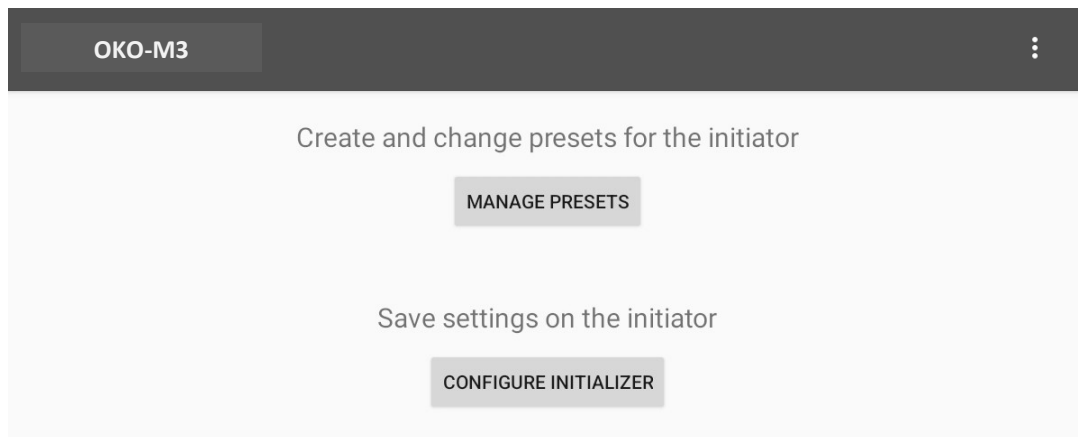 OKO-M3
Create and change presets for the initiator
MANAGE PRESETS
Save settings on the initiator
CONFIGURE INITIALIZER